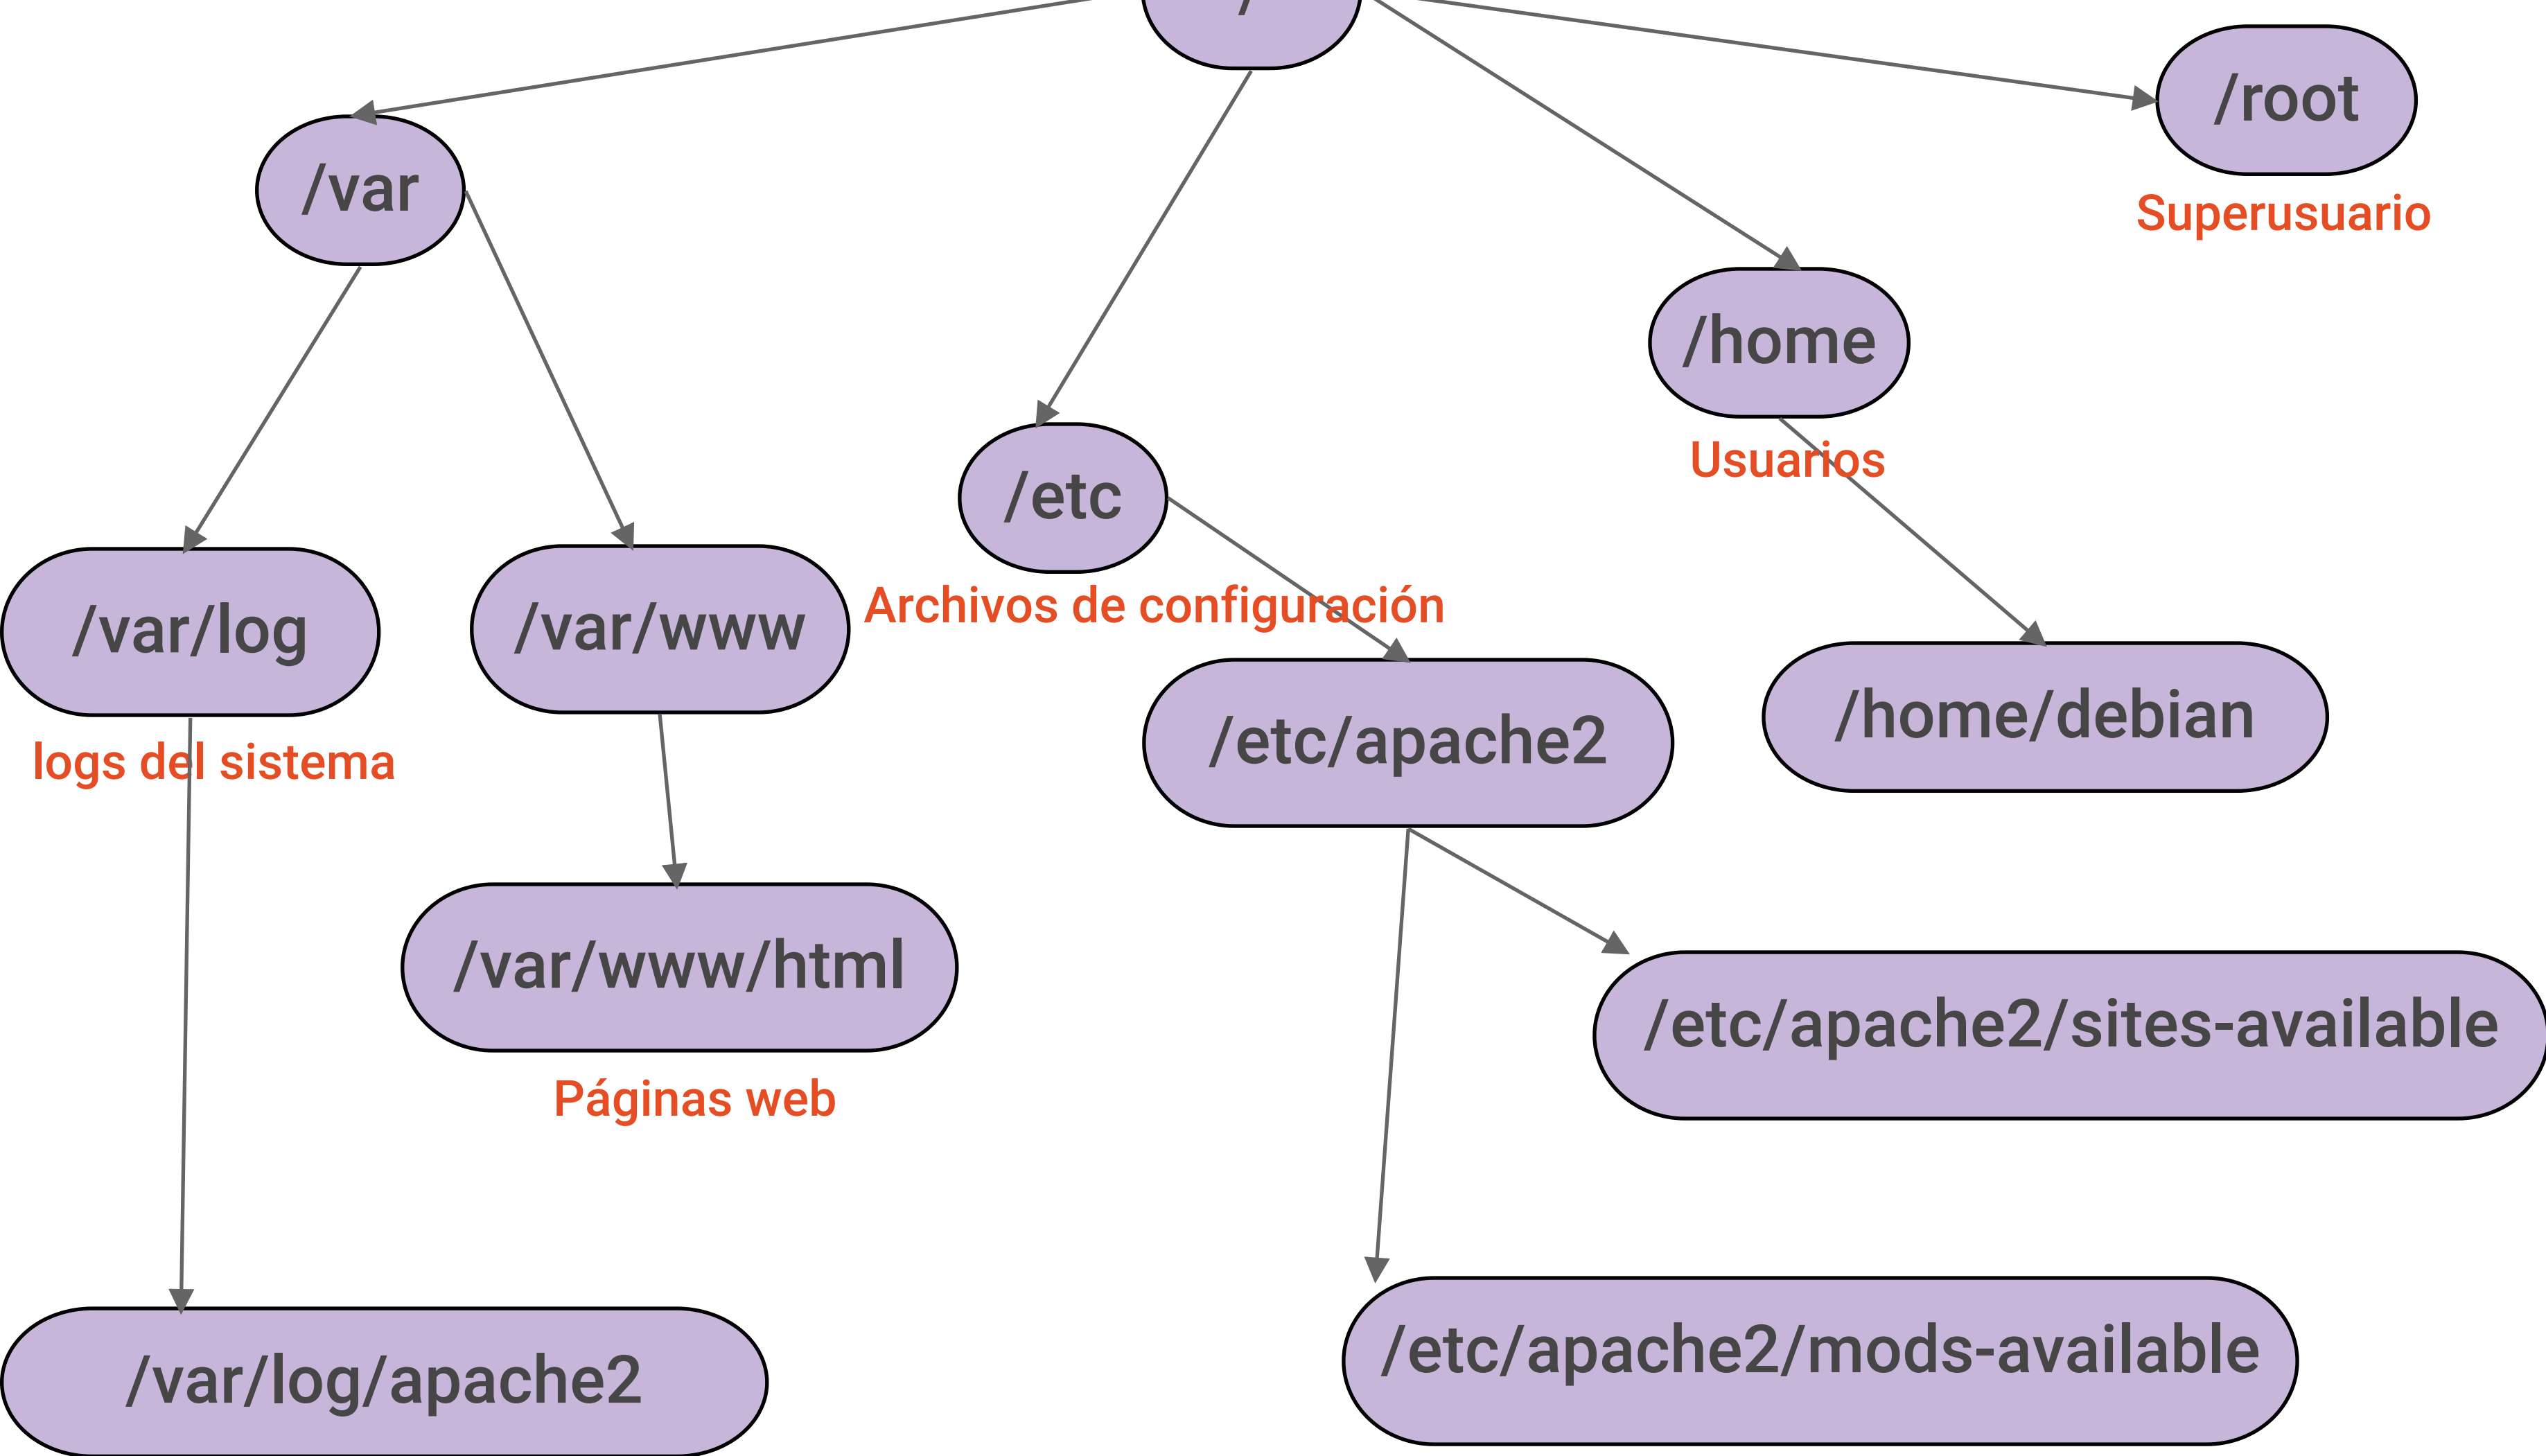 /
/root
/var
Superusuario
/home
Usuarios
/etc
Archivos de configuración
/var/log
/var/www
/home/debian
/etc/apache2
logs del sistema
/var/www/html
/etc/apache2/sites-available
Páginas web
/etc/apache2/mods-available
/var/log/apache2